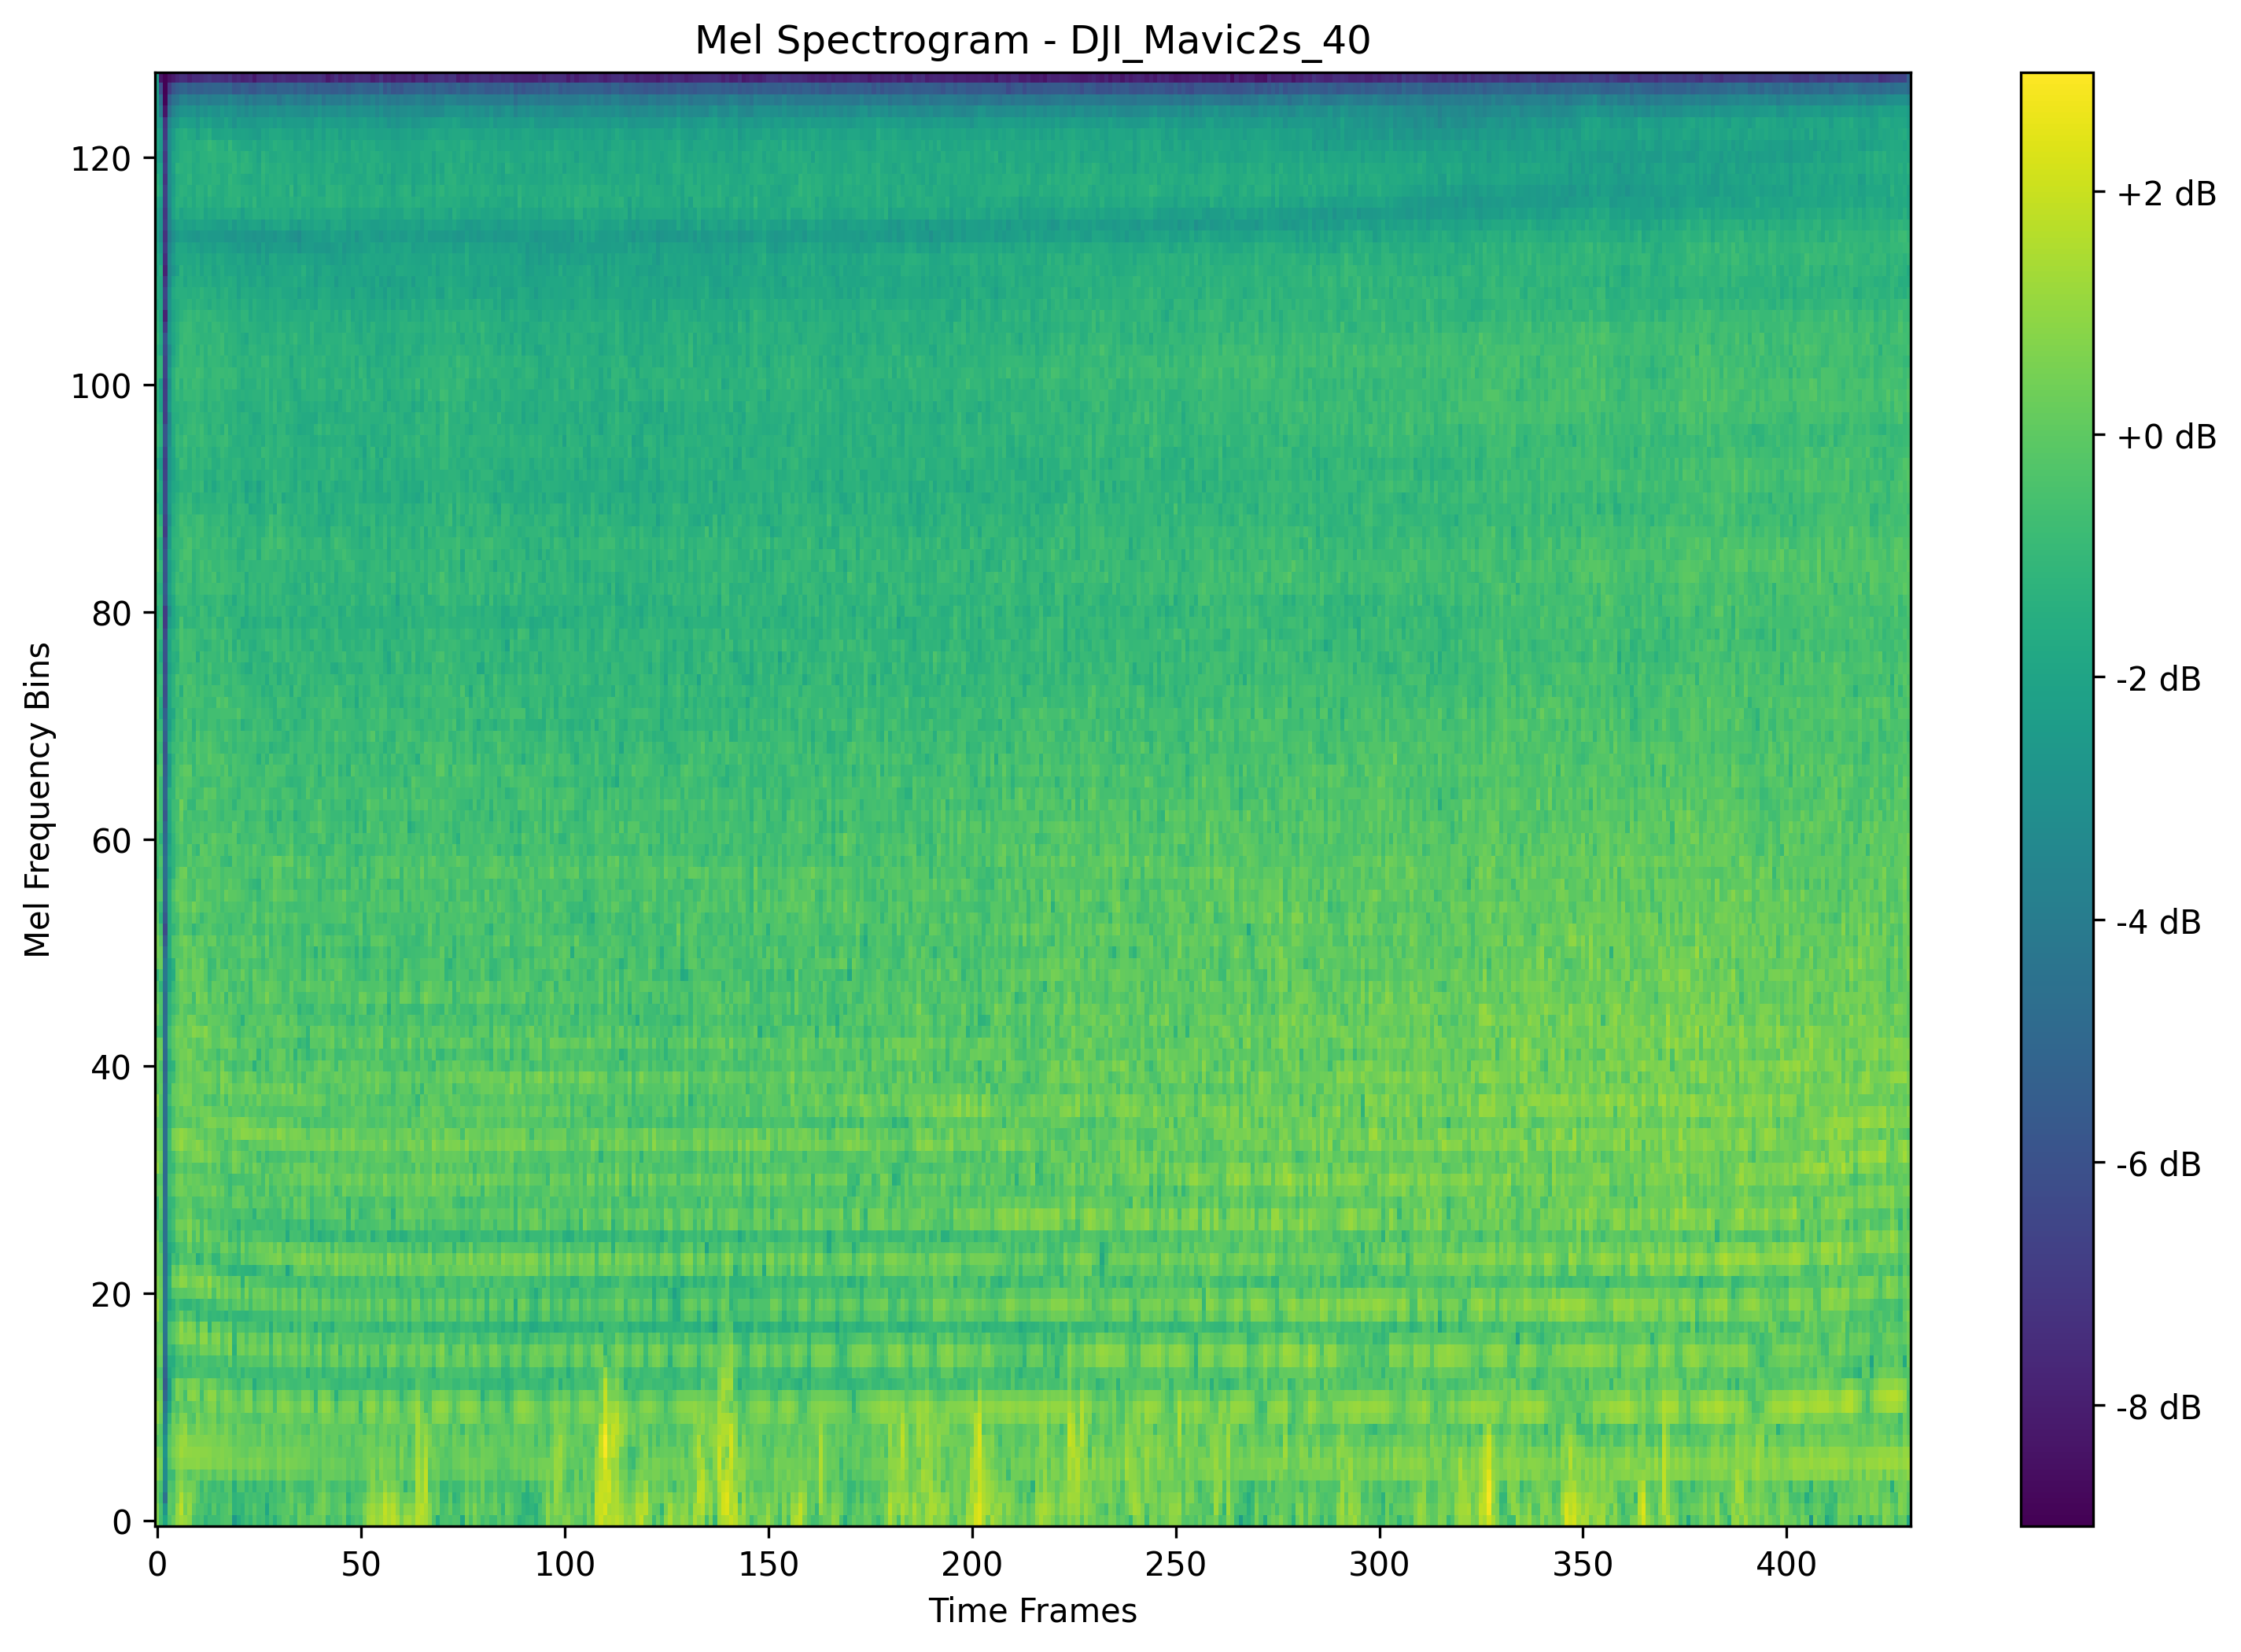 Mel Spectrogram - DJI_Mavic2s_40
Mel Frequency Bins
120
100
80
60
40
20
0
0 50 100 150 200 250 300 350 400
Time Frames
+2 dB
+0 dB
-2 dB
-4 dB
-6 dB
-8 dB